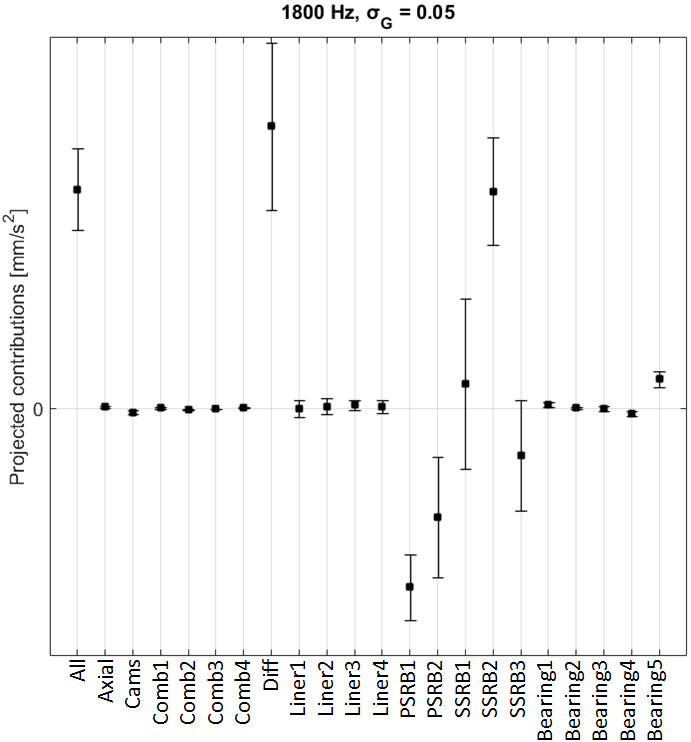 1800 Hz, σG = 0.05
Projected contributions [mm/s2]
0
All
Axial
Cams
Comb1
Comb2
Comb3
Comb4
Diff
Liner1
Liner2
Liner3
Liner4
PSRB1
PSRB2
SSRB1
SSRB2
SSRB3
Bearing1
Bearing2
Bearing3
Bearing4
Bearing5